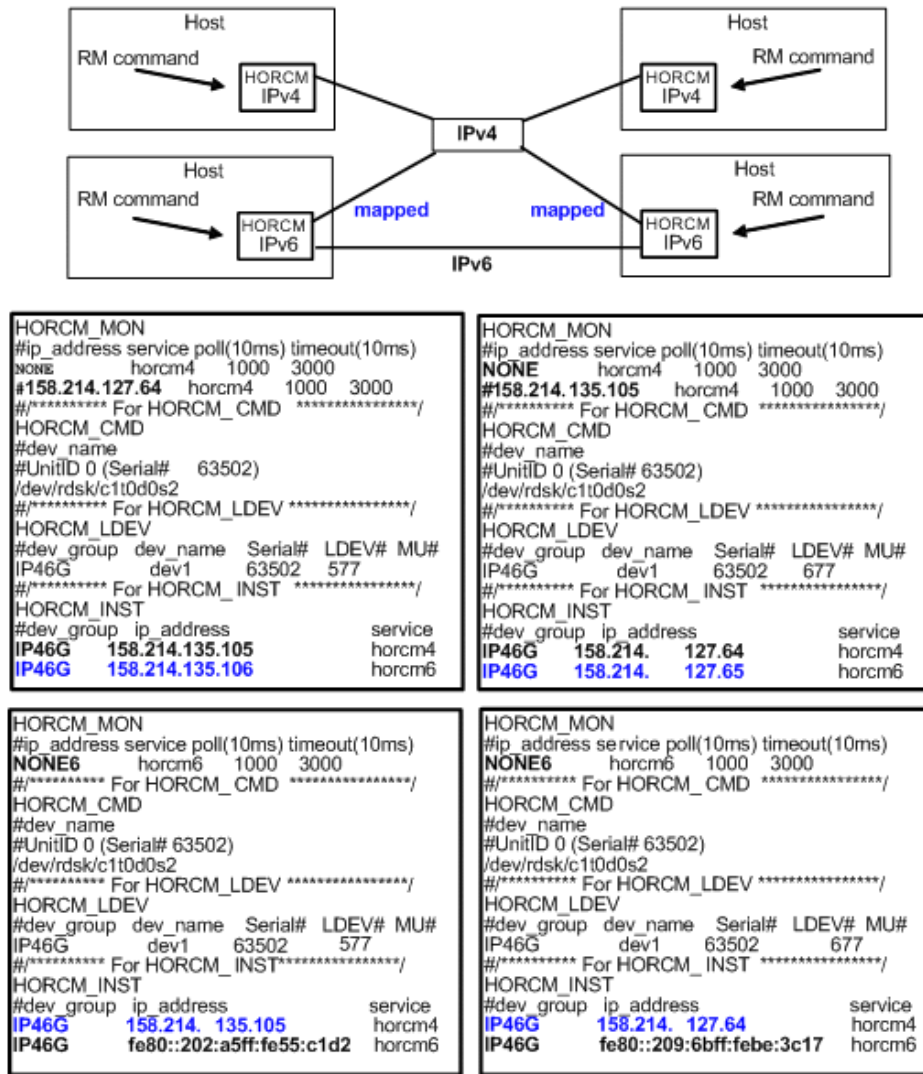 Host
RM command
HORCM
IPv4
Host
RM command
HORCM
IPv4
IPv4
Host
RM command
HORCM
IPv6
mapped
mapped
Host
RM command
HORCM
IPv6
IPv6
HORCM_MON
#ip_address service poll(10ms) timeout(10ms)
NONE horcm4 1000 3000
#158.214.127.64 horcm4 1000 3000
#/********** For HORCM_CMD ****************/
HORCM_CMD
#dev_name
#UnitID 0 (Serial# 63502)
/dev/rdsk/c1t0d0s2
#/********** For HORCM_LDEV ****************/
HORCM_LDEV
#dev_group dev_name Serial# LDEV# MU#
IP46G dev1 63502 577
#/********** For HORCM_INST ****************/
HORCM_INST
#dev_group ip_address service
IP46G 158.214.135.105 horcm4
IP46G 158.214.135.106 horcm6
HORCM_MON
#ip_address service poll(10ms) timeout(10ms)
NONE horcm4 1000 3000
#158.214.135.105 horcm4 1000 3000
#/********** For HORCM_CMD ****************/
HORCM_CMD
#dev_name
#UnitID 0 (Serial# 63502)
/dev/rdsk/c1t0d0s2
#/********** For HORCM_LDEV ****************/
HORCM_LDEV
#dev_group dev_name Serial# LDEV# MU#
IP46G dev1 63502 677
#/********** For HORCM_INST ****************/
HORCM_INST
#dev_group ip_address service
IP46G 158.214. 127.64 horcm4
IP46G 158.214. 127.65 horcm6
HORCM_MON
#ip_address service poll(10ms) timeout(10ms)
NONE6 horcm6 1000 3000
#/********** For HORCM_CMD ****************/
HORCM_CMD
#dev_name
#UnitID 0 (Serial# 63502)
/dev/rdsk/c1t0d0s2
#/********** For HORCM_LDEV ****************/
HORCM_LDEV
#dev_group dev_name Serial# LDEV# MU#
IP46G dev1 63502 577
#/********** For HORCM_INST****************/
HORCM_INST
#dev_group ip_address service
IP46G 158.214. 135.105 horcm4
IP46G fe80::202:a5ff:fe55:c1d2 horcm6
HORCM_MON
#ip_address service poll(10ms) timeout(10ms)
NONE6 horcm6 1000 3000
#/********** For HORCM_CMD ****************/
HORCM_CMD
#dev_name
#UnitID 0 (Serial# 63502)
/dev/rdsk/c1t0d0s2
#/********** For HORCM_LDEV ****************/
HORCM_LDEV
#dev_group dev_name Serial# LDEV# MU#
IP46G dev1 63502 677
#/********** For HORCM_INST ****************/
HORCM_INST
#dev_group ip_address service
IP46G 158.214. 127.64 horcm4
IP46G fe80::209:6bff:febe:3c17 horcm6